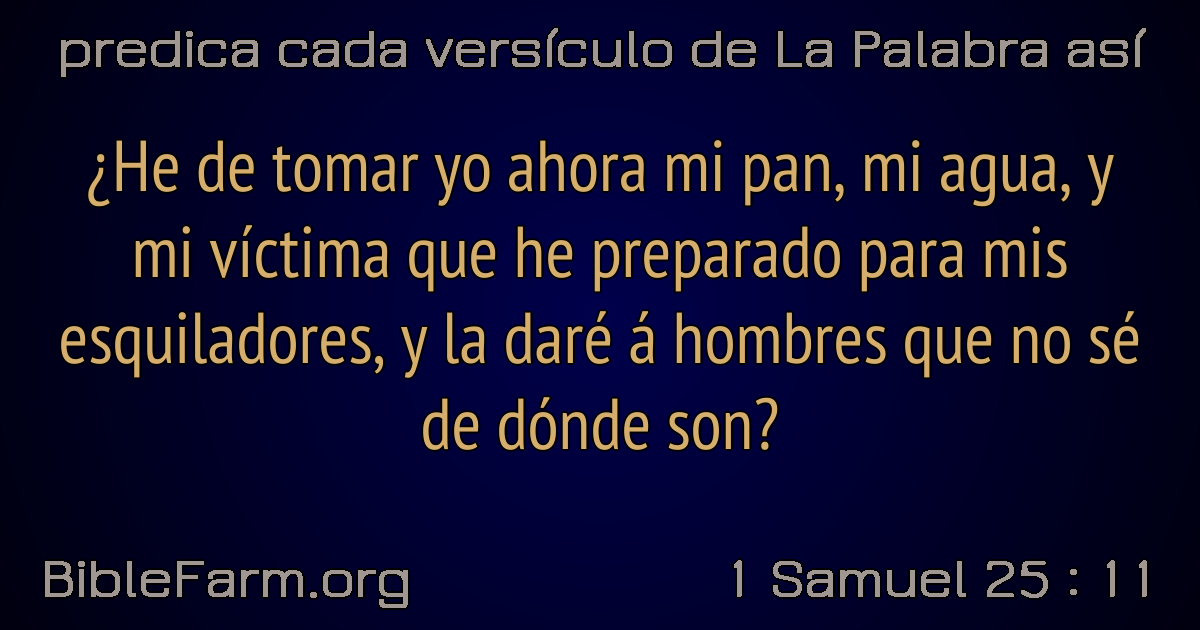 predica cada versículo de La Palabra así
¿He de tomar yo ahora mi pan, mi agua, y
mi víctima que he preparado para mis
esquiladores, y la daré á hombres que no sé
de dónde son?
BibleFarm.org
1 Samuel 25 : 11